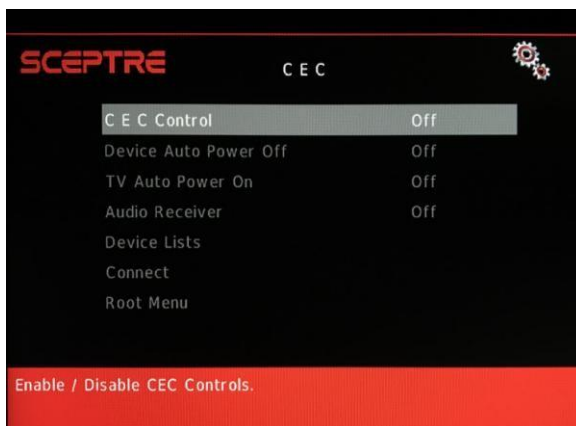 SCEPTRE
C E C
C E C Control Off
Device Auto Power Off Off
TV Auto Power On Off
Audio Receiver Off
Device Lists
Connect
Root Menu
Enable / Disable CEC Controls.